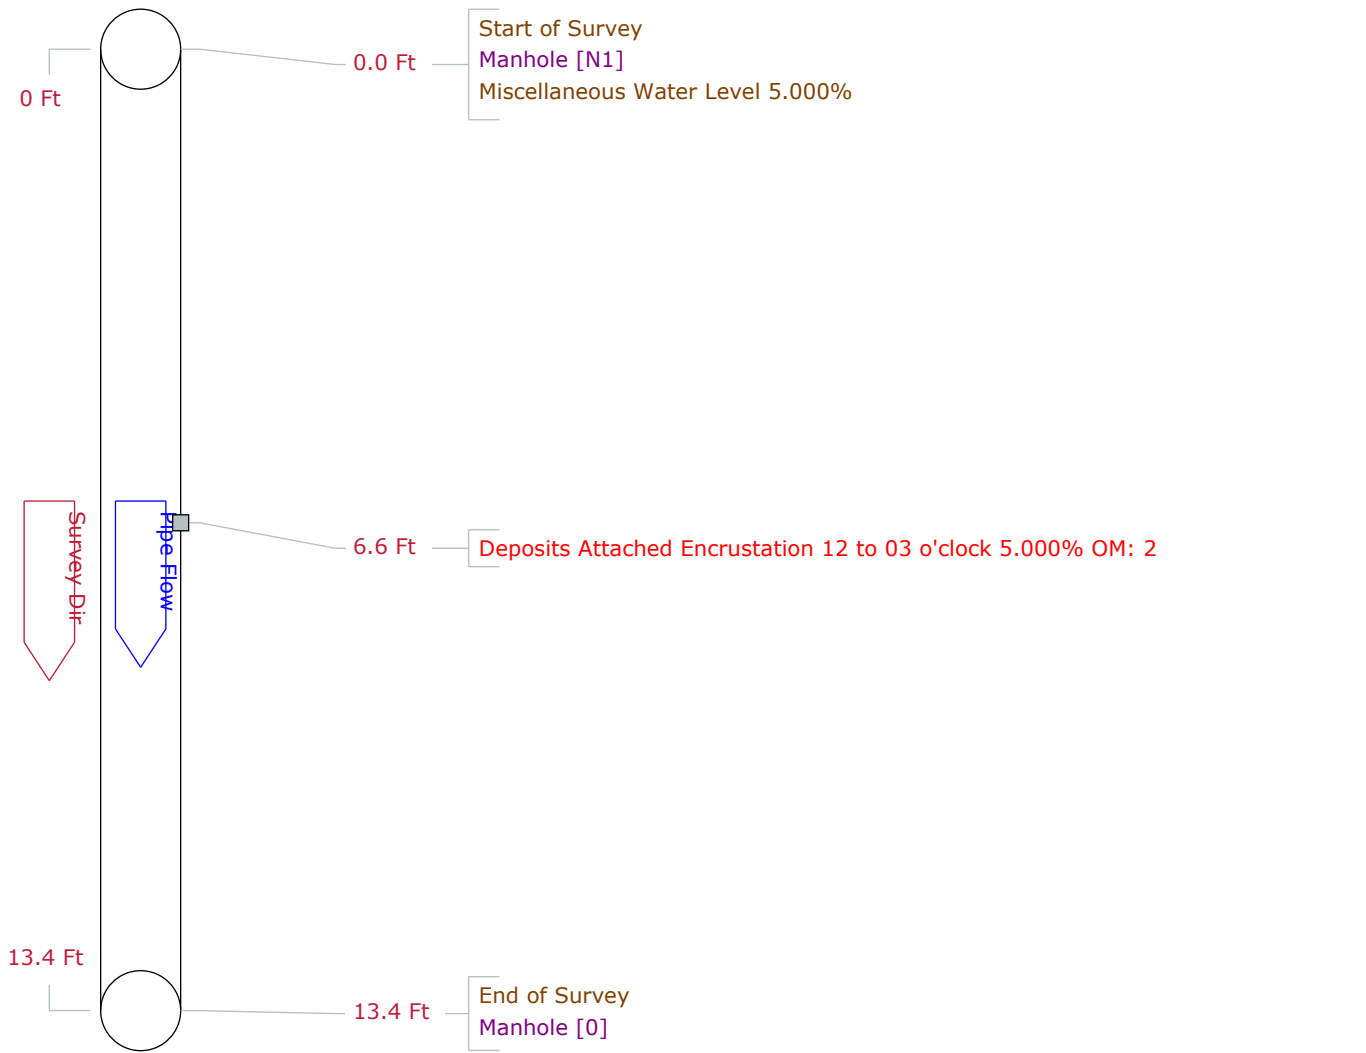 Start of Survey
0.0 Ft
Manhole [N1]
0 Ft
Miscellaneous Water Level 5.000%
Survey Dir
Pipe Flow
6.6 Ft
Deposits Attached Encrustation 12 to 03 o'clock 5.000% OM: 2
13.4 Ft
End of Survey
13.4 Ft
Manhole [0]